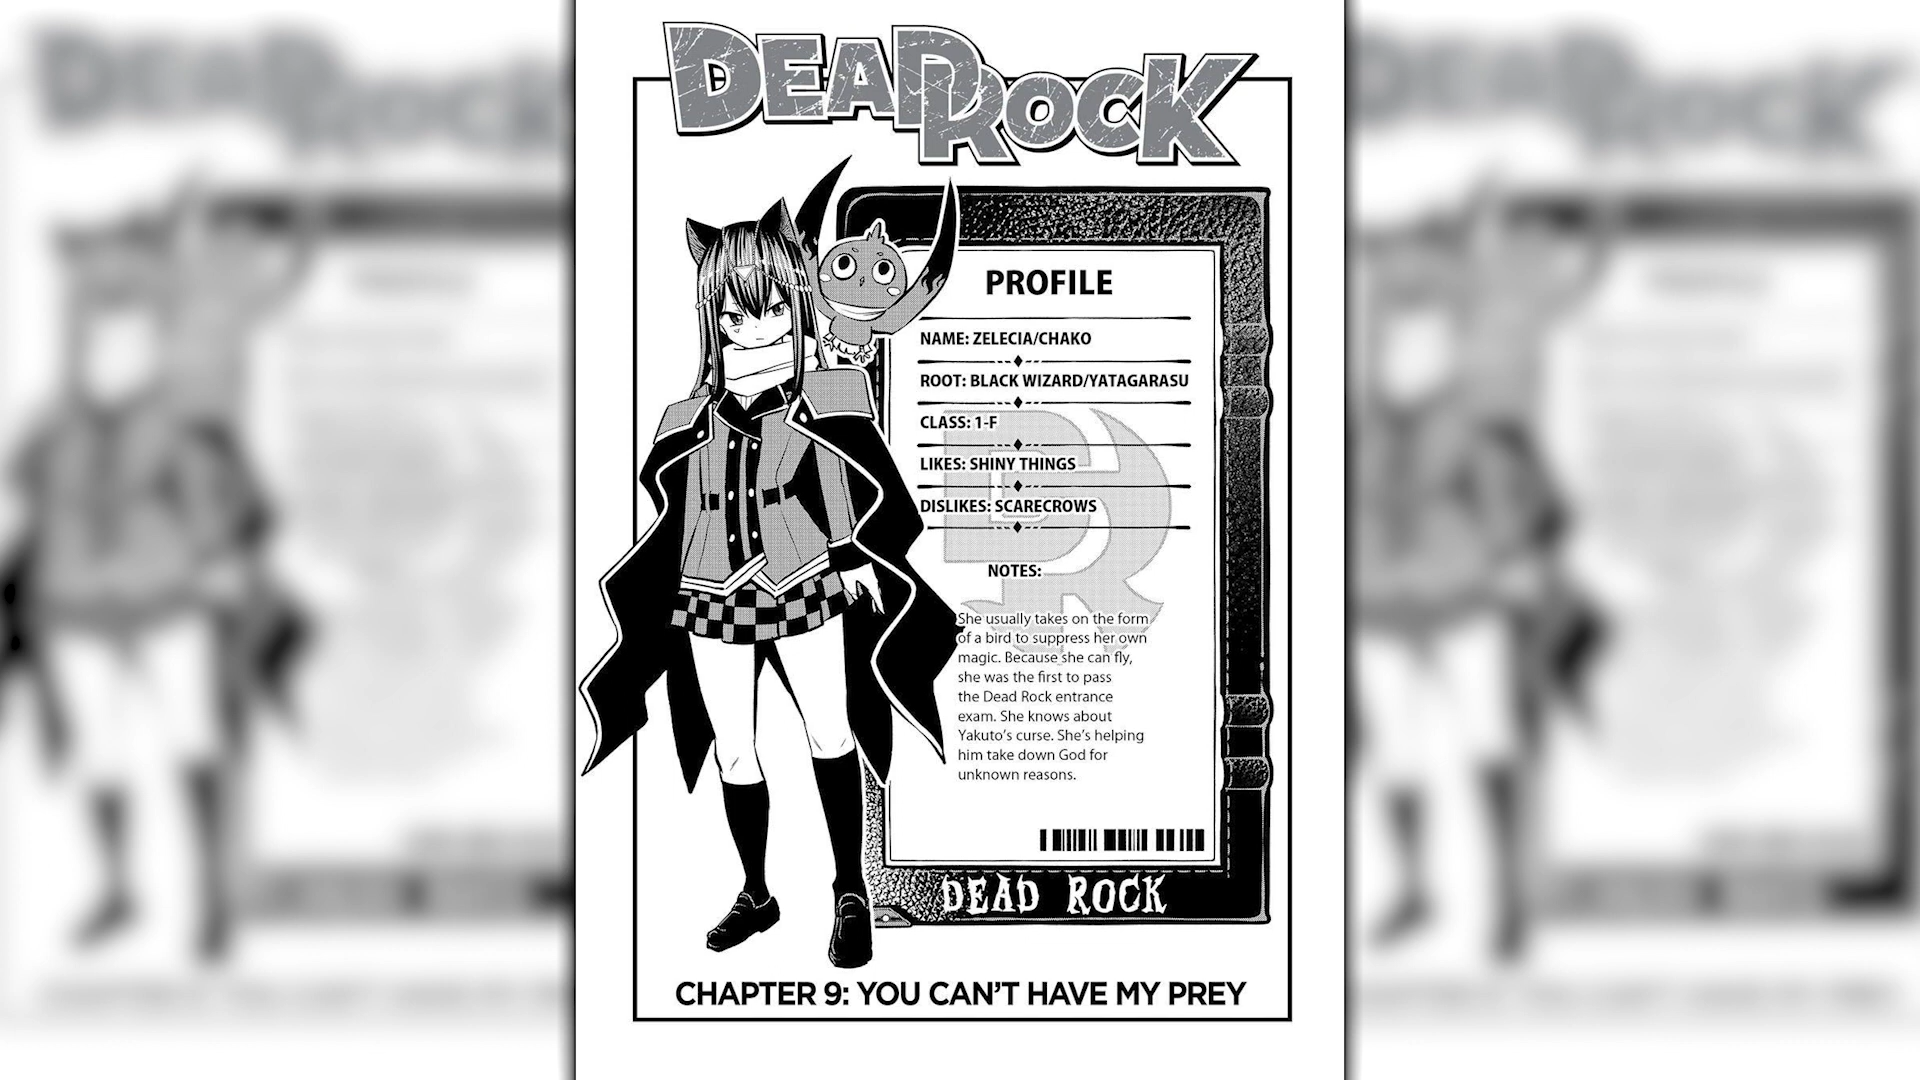 DEAD ROCK
PROFILE
NAME: ZELECIA/CHAKO
ROOT: BLACK WIZARD/YATAGARASU
CLASS: 1-F
LIKES: SHINY THINGS
DISLIKES: SCARECROWS
NOTES:
She usually takes on the form
of a bird to suppress her own
magic. Because she can fly,
she was the first to pass
the Dead Rock entrance
exam. She knows about
Yakuto's curse. She's helping
him take down God for
unknown reasons.
DEAD ROCK
CHAPTER 9: YOU CAN'T HAVE MY PREY